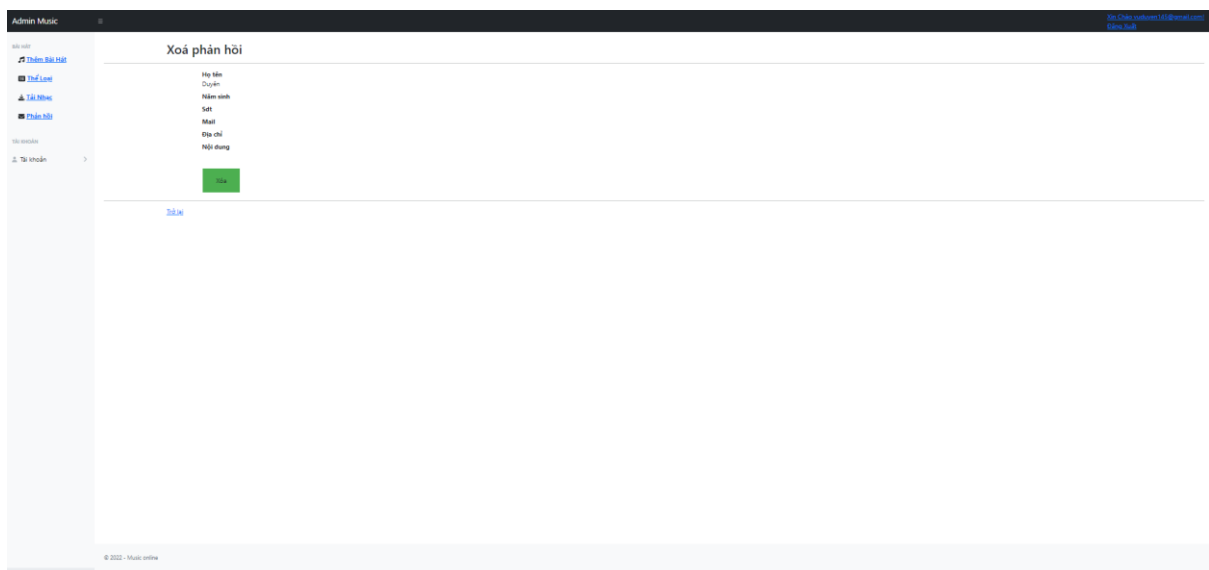 Admin Music
Xin Chào
Đăng Xuất
BÀI HÁT
Thêm Bài Hát
Thể Loại
Tải Nhạc
Phản hồi
TÀI KHOẢN
Tài khoản
Xoá phản hồi
Họ tên
Duyên
Năm sinh
Sdt
Mail
Địa chỉ
Nội dung
Xóa
Trở lại
© 2022 - Music online